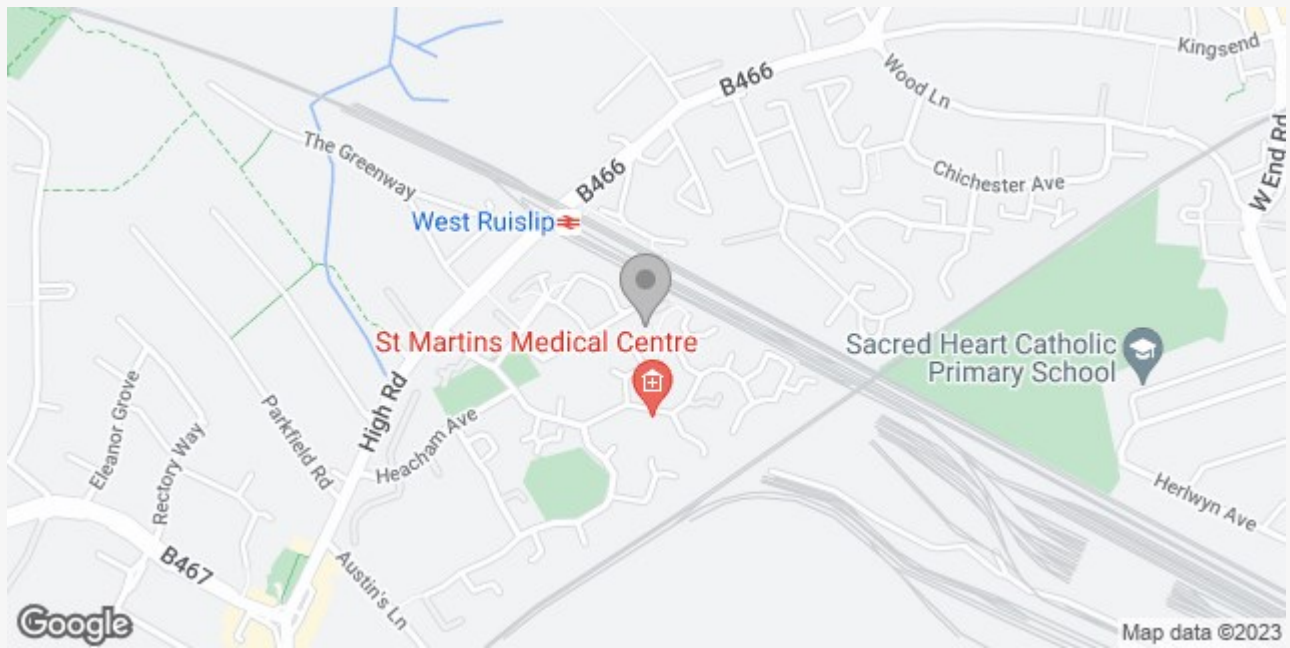 Kingsend
B466
Wood Ln
W End Rd
The Greenway
B466
Chichester Ave
West Ruislip
St Martins Medical Centre
Sacred Heart Catholic
Primary School
Eleanor Grove
Rectory Way
Parkfield Rd
High Rd
Heacham Ave
Herlwyn Ave
B467
Austin's Ln
Google
Map data ©2023